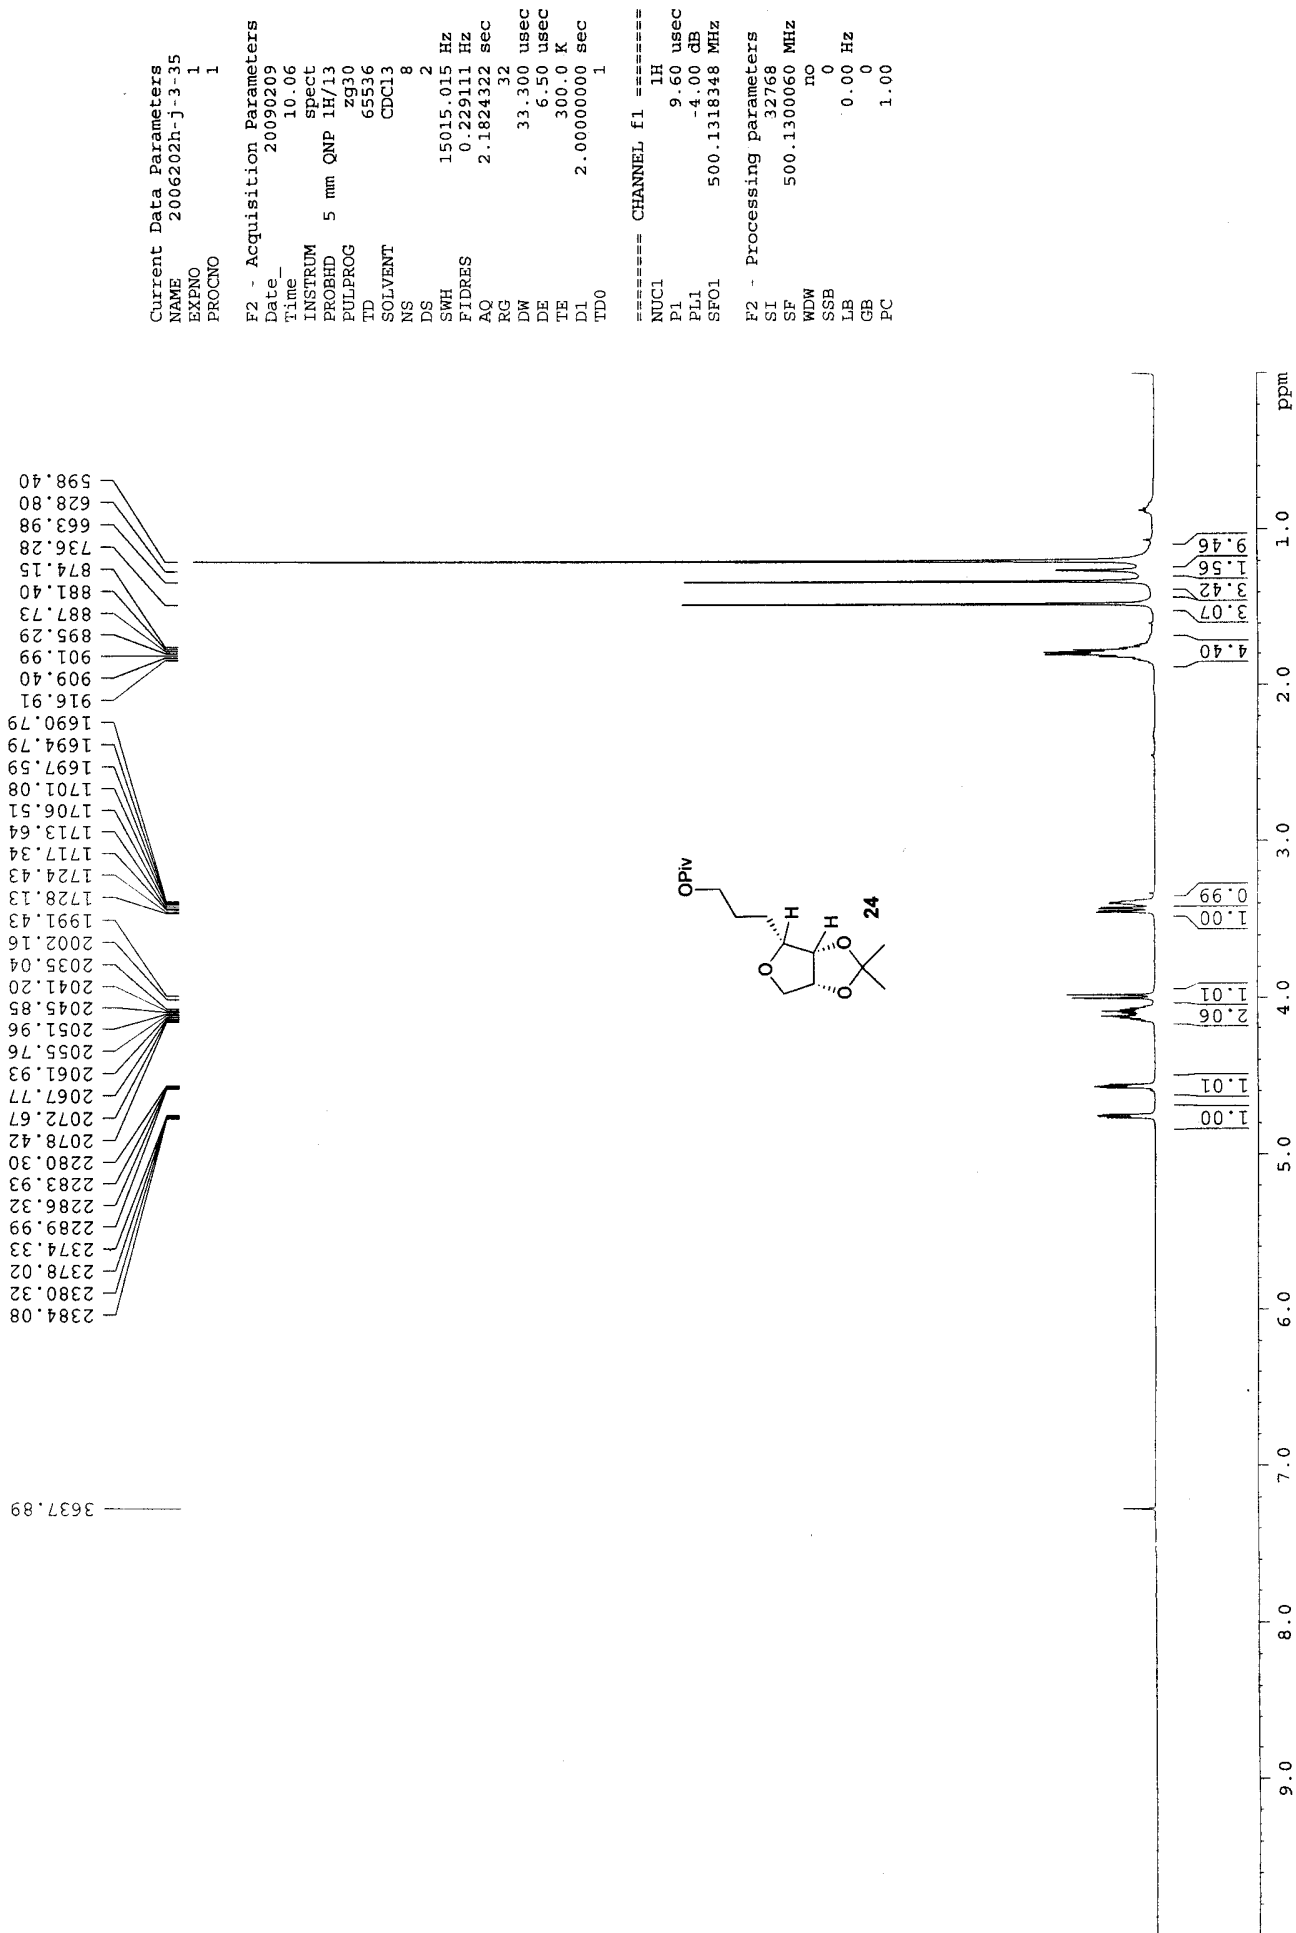 Current Data Parameters
NAME 2006202h-j-3-35
EXPNO 1
PROCNO 1
F2 - Acquisition Parameters
Date_ 20090209
Time 10.06
INSTRUM spect
PROBHD 5 mm QNP 1H/13
PULPROG zg30
TD 65536
SOLVENT CDCl3
NS 8
DS 2
SWH 15015.015 Hz
FIDRES 0.229111 Hz
AQ 2.1824322 sec
RG 32
DW 33.300 usec
DE 6.50 usec
TE 300.0 K
D1 2.00000000 sec
TD0 1
======== CHANNEL f1 ========
NUC1 1H
P1 9.60 usec
PL1 -4.00 dB
SFO1 500.1318348 MHz
F2 - Processing parameters
SI 32768
SF 500.1300060 MHz
WDW no
SSB 0
LB 0.00 Hz
GB 0
PC 1.00
3637.89
2384.08
2380.32
2378.02
2374.33
2289.99
2286.32
2283.93
2280.30
2078.42
2072.67
2067.77
2061.93
2055.76
2051.96
2045.85
2041.20
2035.04
2002.16
1991.43
1728.13
1724.43
1717.34
1713.64
1706.51
1701.08
1697.59
1694.79
1690.79
916.91
909.40
901.99
895.29
887.73
881.40
874.15
736.28
663.98
628.80
598.40
OPiv
H
O
H
O
O
24
1.00
1.01
2.06
1.01
1.00
0.99
4.40
3.07
3.42
1.56
9.46
9.0
8.0
7.0
6.0
5.0
4.0
3.0
2.0
1.0
ppm